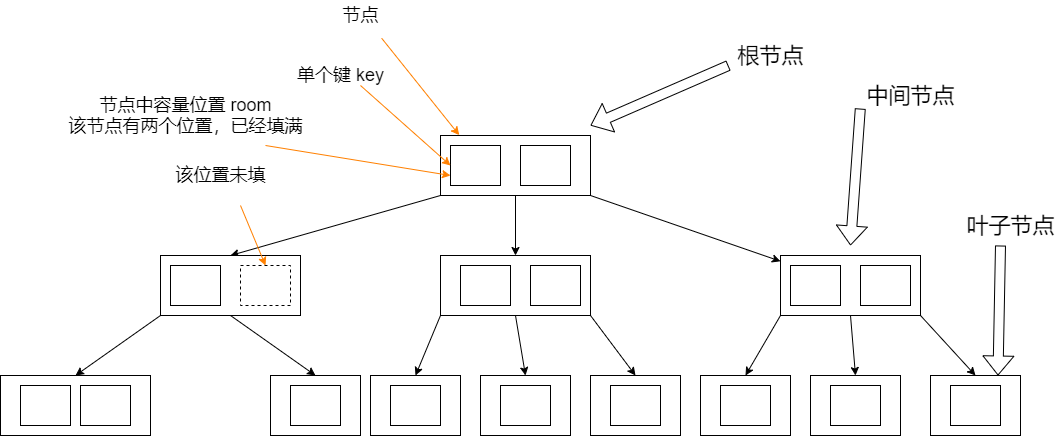 节点
根节点
单个键 key
中间节点
节点中容量位置 room
该节点有两个位置，已经填满
该位置未填
叶子节点